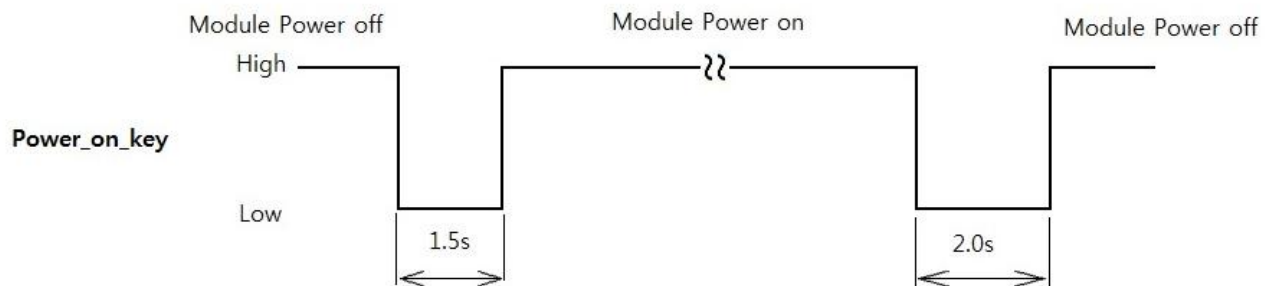 Module Power off
Module Power on
Module Power off
High
Power_on_key
Low
1.5s
2.0s